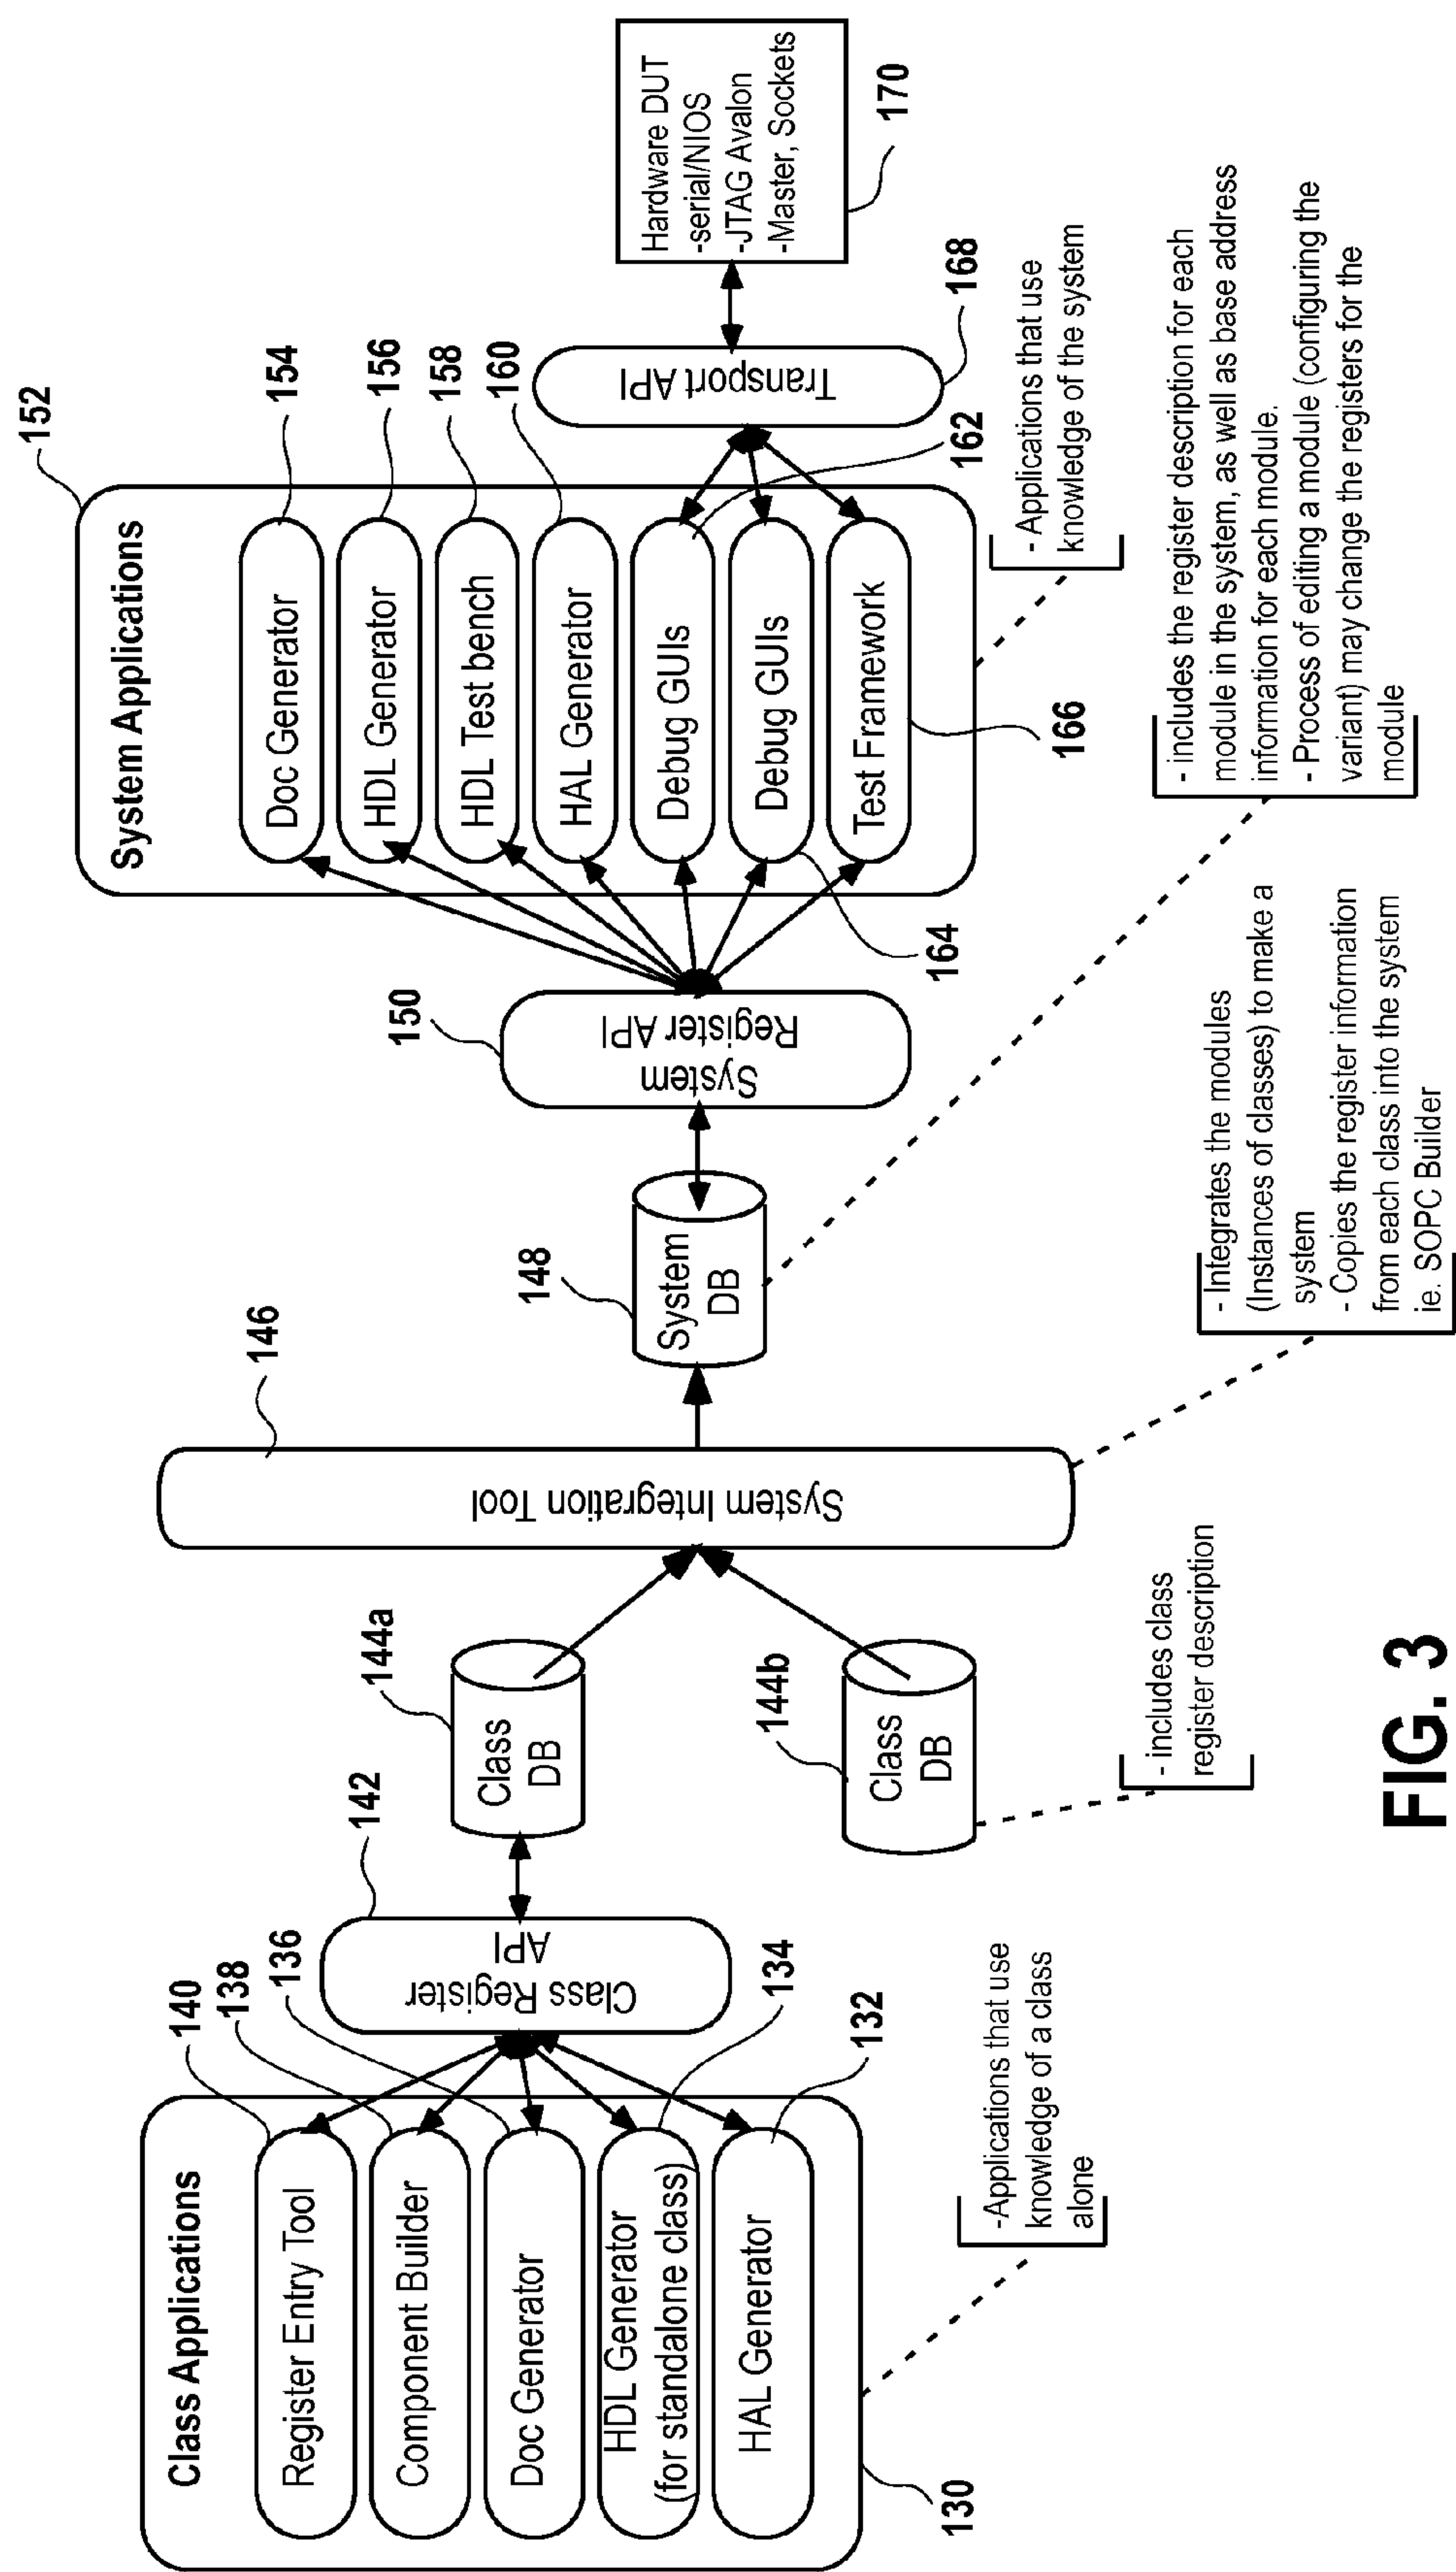 Class Applications
Register Entry Tool
Component Builder
Doc Generator
HDL Generator
(for standalone class)
HAL Generator
130
140
138
136
134
132
-Applications that use
knowledge of a class
alone
142
Class Register
API
144a
Class
DB
144b
Class
DB
- includes class
register description
146
System Integration Tool
- Integrates the modules
(Instances of classes) to make a
system
- Copies the register information
from each class into the system
ie. SOPC Builder
148
System
DB
- includes the register description for each
module in the system, as well as base address
information for each module.
- Process of editing a module (configuring the
variant) may change the registers for the
module
150
System
Register API
152
System Applications
Doc Generator
HDL Generator
HDL Test bench
HAL Generator
Debug GUIs
Debug GUIs
Test Framework
154
156
158
160
162
164
166
- Applications that use
knowledge of the system
Transport API
168
Hardware DUT
-serial/NIOS
-JTAG Avalon
-Master, Sockets
170
FIG. 3